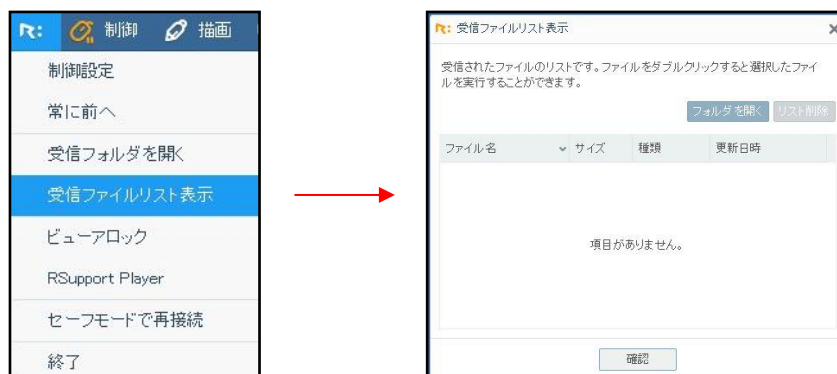 R: 制御 描画
制御設定
常に前へ
受信フォルダを開く
受信ファイルリスト表示
ビューアロック
RSupport Player
セーフモードで再接続
終了
R: 受信ファイルリスト表示
受信されたファイルのリストです。ファイルをダブルクリックすると選択したファイ
ルを実行することができます。
フォルダを開く リスト削除
ファイル名 サイズ 種類 更新日時
項目がありません。
確認